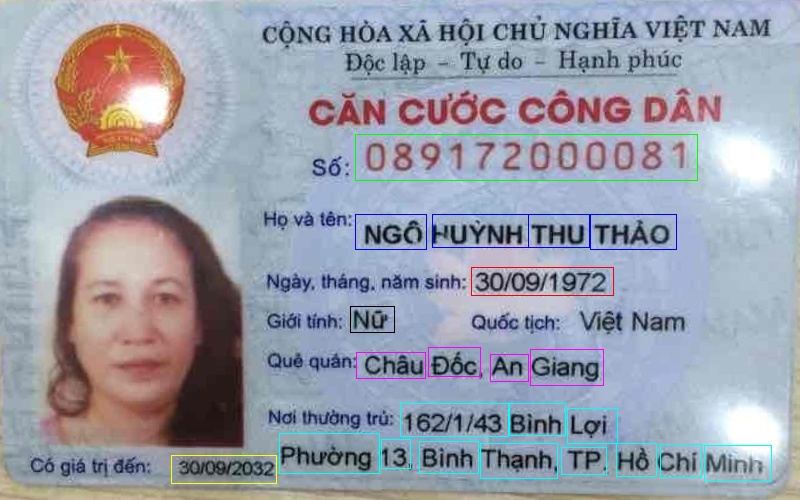 CỘNG HÒA XÃ HỘI CHỦ NGHĨA VIỆT NAM
Độc lập - Tự do - Hạnh phúc
CĂN CƯỚC CÔNG DÂN
Số: 089172000081
Họ và tên: NGÔ HUỲNH THU THẢO
Ngày, tháng, năm sinh: 30/09/1972
Giới tính: Nữ Quốc tịch: Việt Nam
Quê quán: Châu Đốc, An Giang
Nơi thường trú: 162/1/43 Bình Lợi
Phường 13, Bình Thạnh, TP. Hồ Chí Minh
Có giá trị đến: 30/09/2032